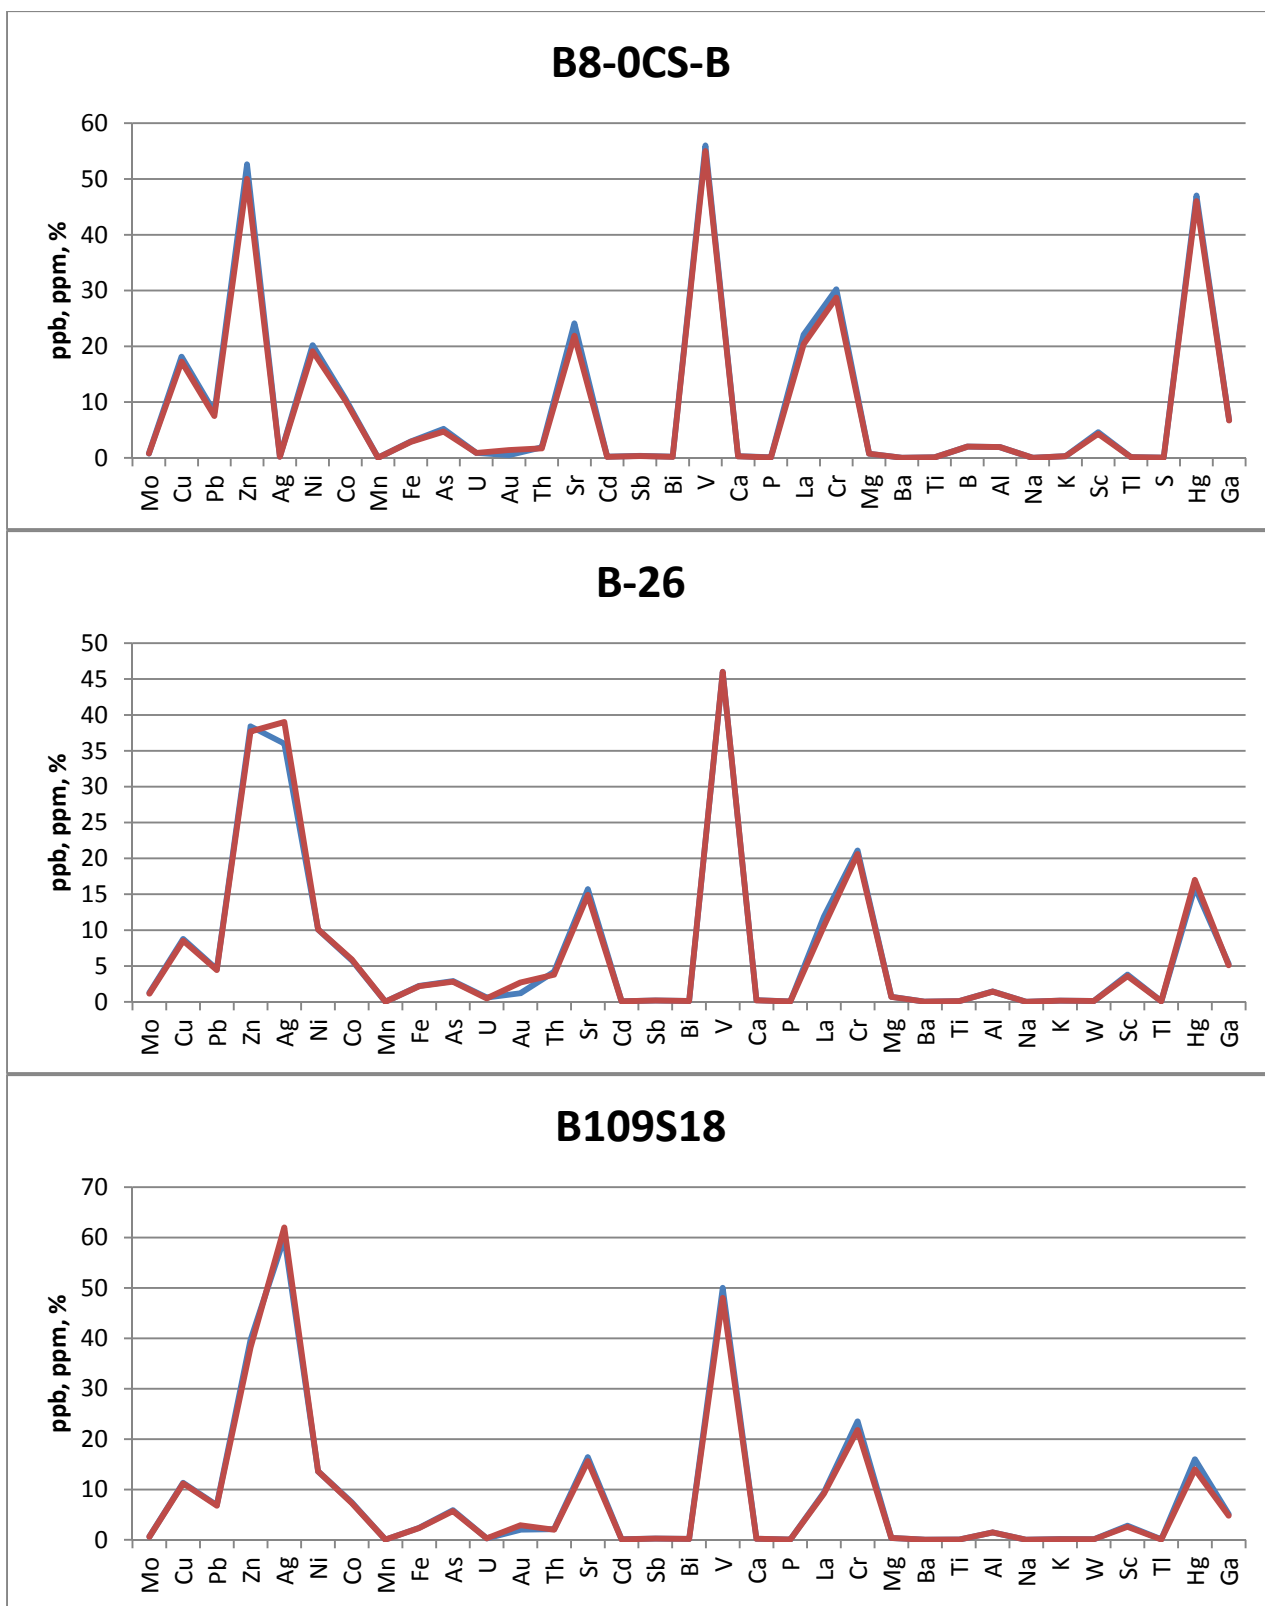 B8-0CS-B
60
50
40
30
20
10
0
ppb, ppm, %
Mo Cu Pb Zn Ag Ni Co Mn Fe As U Au Th Sr Cd Sb Bi V Ca P La Cr Mg Ba Ti B Al Na K Sc Tl S Hg Ga
B-26
50
45
40
35
30
25
20
15
10
5
0
ppb, ppm, %
Mo Cu Pb Zn Ag Ni Co Mn Fe As U Au Th Sr Cd Sb Bi V Ca P La Cr Mg Ba Ti Al Na K W Sc Tl Hg Ga
B109S18
70
60
50
40
30
20
10
0
ppb, ppm, %
Mo Cu Pb Zn Ag Ni Co Mn Fe As U Au Th Sr Cd Sb Bi V Ca P La Cr Mg Ba Ti Al Na K W Sc Tl Hg Ga